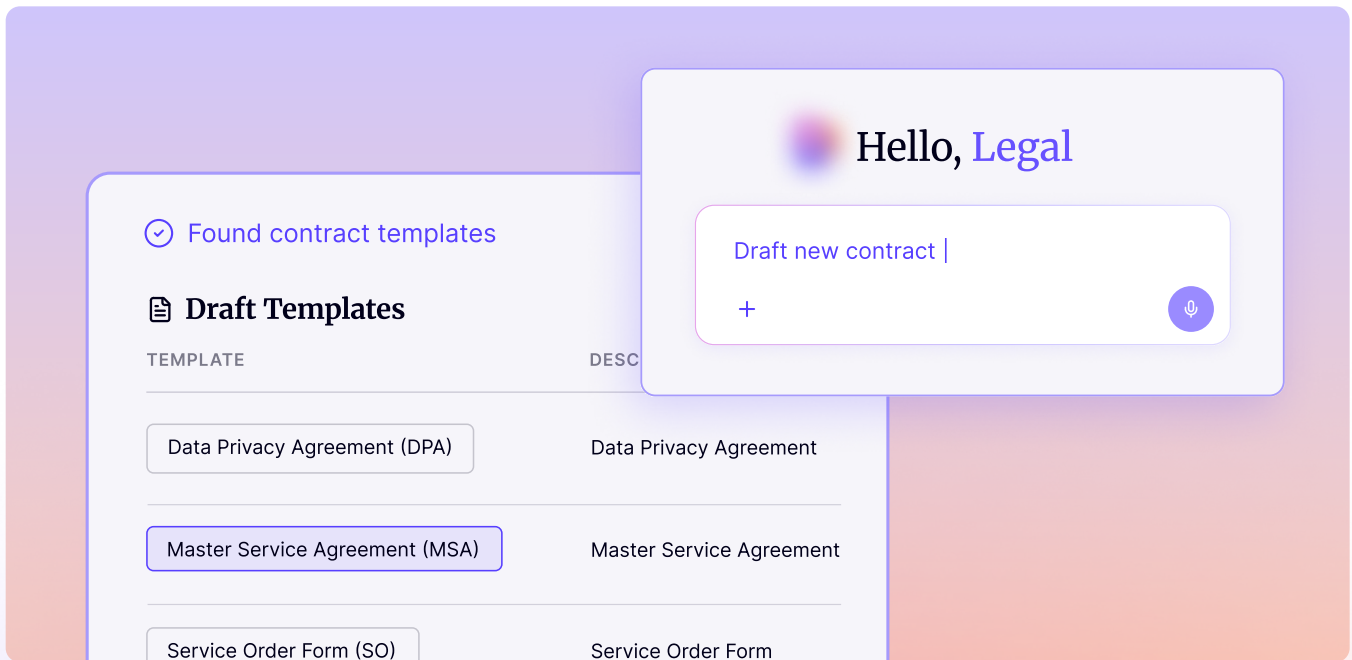 Hello, Legal
Draft new contract
Found contract templates
Draft Templates
TEMPLATE DESC
Data Privacy Agreement (DPA) Data Privacy Agreement
Master Service Agreement (MSA) Master Service Agreement
Service Order Form (SO) Service Order Form